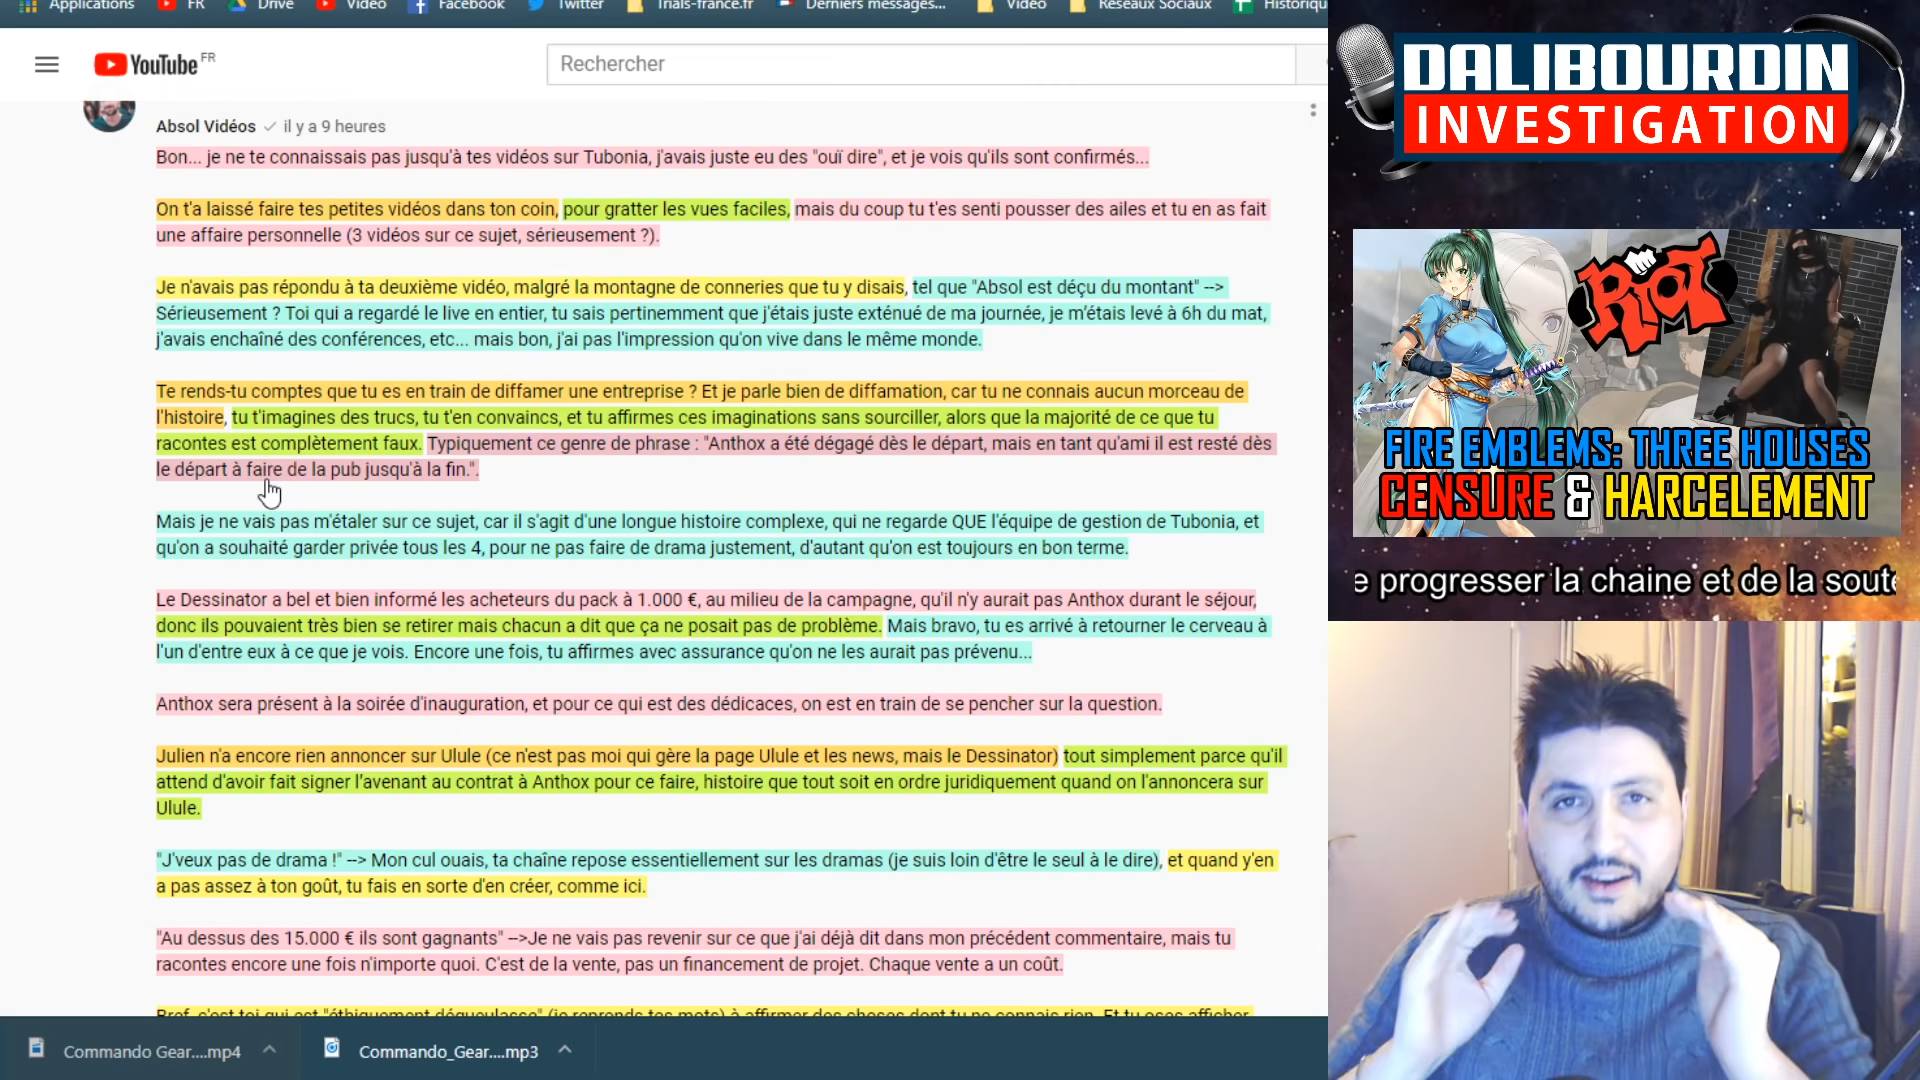 Applications
FR
Drive
Vidéo
Facebook
Twitter
Trials-france.fr
Derniers messages...
Vidéo
Réseaux Sociaux
Historiqu
YouTube FR
Rechercher
Absol Vidéos ✓ il y a 9 heures
Bon... je ne te connaissais pas jusqu'à tes vidéos sur Tubonia, j'avais juste eu des "ouï dire", et je vois qu'ils sont confirmés...
On t'a laissé faire tes petites vidéos dans ton coin, pour gratter les vues faciles, mais du coup tu t'es senti pousser des ailes et tu en as fait
une affaire personnelle (3 vidéos sur ce sujet, sérieusement ?).
Je n'avais pas répondu à ta deuxième vidéo, malgré la montagne de conneries que tu y disais, tel que "Absol est déçu du montant" -->
Sérieusement ? Toi qui a regardé le live en entier, tu sais pertinemment que j'étais juste exténué de ma journée, je m'étais levé à 6h du mat,
j'avais enchaîné des conférences, etc... mais bon, j'ai pas l'impression qu'on vive dans le même monde.
Te rends-tu comptes que tu es en train de diffamer une entreprise ? Et je parle bien de diffamation, car tu ne connais aucun morceau de
l'histoire, tu t'imagines des trucs, tu t'en convaincs, et tu affirmes ces imaginations sans sourciller, alors que la majorité de ce que tu
racontes est complètement faux. Typiquement ce genre de phrase : "Anthox a été dégagé dès le départ, mais en tant qu'ami il est resté dès
le départ à faire de la pub jusqu'à la fin.".
Mais je ne vais pas m'étaler sur ce sujet, car il s'agit d'une longue histoire complexe, qui ne regarde QUE l'équipe de gestion de Tubonia, et
qu'on a souhaité garder privée tous les 4, pour ne pas faire de drama justement, d'autant qu'on est toujours en bon terme.
Le Dessinator a bel et bien informé les acheteurs du pack à 1.000 €, au milieu de la campagne, qu'il n'y aurait pas Anthox durant le séjour,
donc ils pouvaient très bien se retirer mais chacun a dit que ça ne posait pas de problème. Mais bravo, tu es arrivé à retourner le cerveau à
l'un d'entre eux à ce que je vois. Encore une fois, tu affirmes avec assurance qu'on ne les aurait pas prévenu...
Anthox sera présent à la soirée d'inauguration, et pour ce qui est des dédicaces, on est en train de se pencher sur la question.
Julien n'a encore rien annoncer sur Ulule (ce n'est pas moi qui gère la page Ulule et les news, mais le Dessinator) tout simplement parce qu'il
attend d'avoir fait signer l'avenant au contrat à Anthox pour ce faire, histoire que tout soit en ordre juridiquement quand on l'annoncera sur
Ulule.
"J'veux pas de drama !" --> Mon cul ouais, ta chaîne repose essentiellement sur les dramas (je suis loin d'être le seul à le dire), et quand y'en
a pas assez à ton goût, tu fais en sorte d'en créer, comme ici.
"Au dessus des 15.000 € ils sont gagnants" -->Je ne vais pas revenir sur ce que j'ai déjà dit dans mon précédent commentaire, mais tu
racontes encore une fois n'importe quoi. C'est de la vente, pas un financement de projet. Chaque vente a un coût.
Bref, c'est toi qui est "éthiquement dégueulasse" (je reprends tes mots) à affirmer des choses dont tu ne connais rien. Et tu oses afficher
Commando Gear....mp4
Commando_Gear....mp3
DALIBOURDIN
INVESTIGATION
RIOT
FIRE EMBLEMS: THREE HOUSES
CENSURE & HARCELEMENT
e progresser la chaine et de la soute